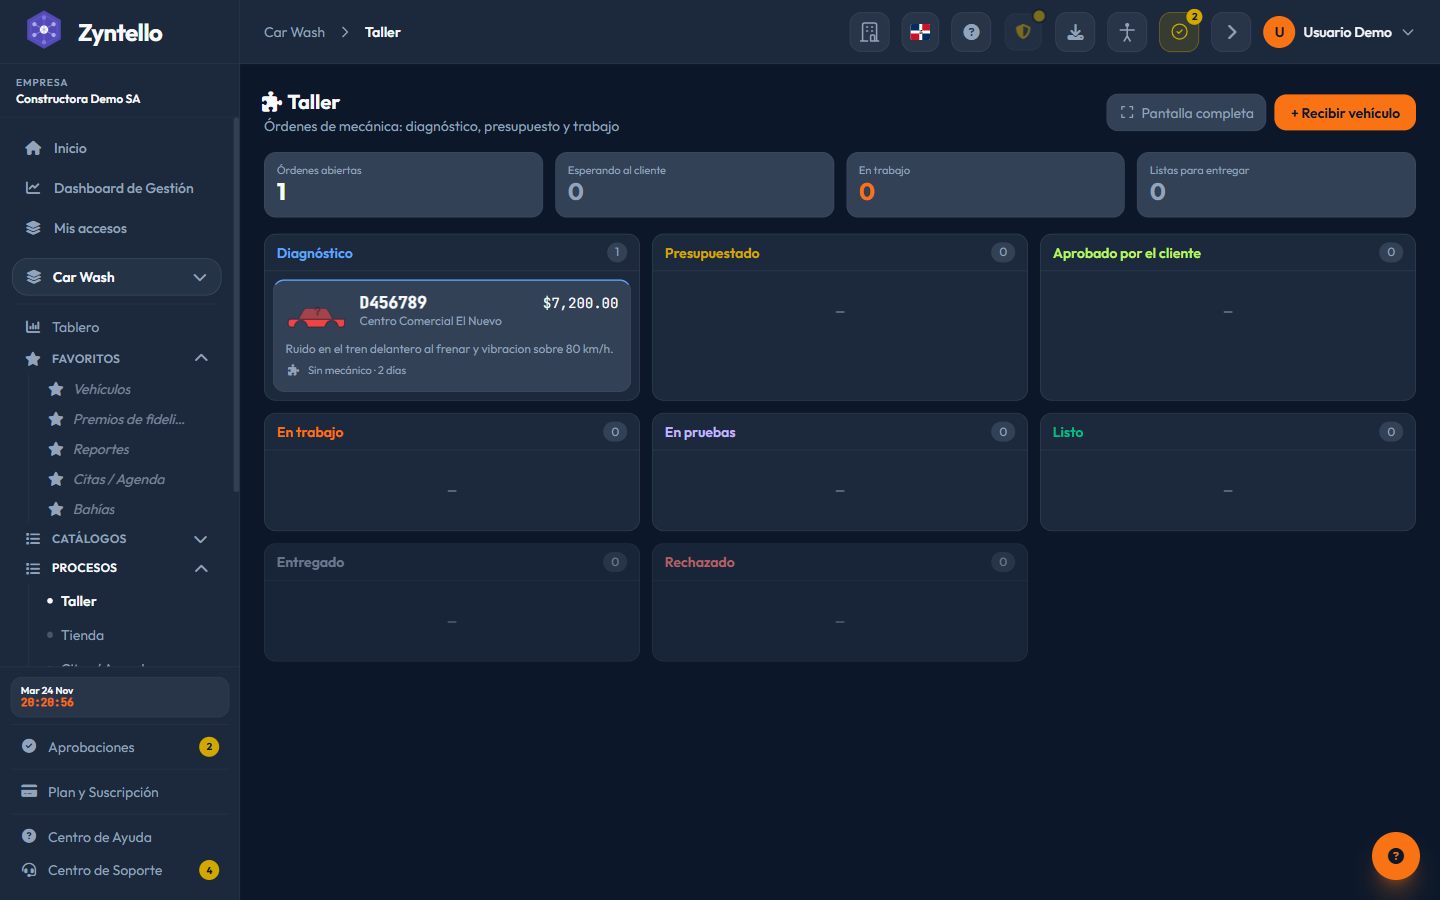 Zyntello
Car Wash
Taller
2
U
Usuario Demo
EMPRESA
Constructora Demo SA
Inicio
Dashboard de Gestión
Mis accesos
Car Wash
Tablero
FAVORITOS
Vehículos
Premios de fideli...
Reportes
Citas / Agenda
Bahías
CATÁLOGOS
PROCESOS
Taller
Tienda
Mar 24 Nov
20:20:56
Aprobaciones
2
Plan y Suscripción
Centro de Ayuda
Centro de Soporte
4
Taller
Órdenes de mecánica: diagnóstico, presupuesto y trabajo
Pantalla completa
+ Recibir vehículo
Órdenes abiertas
1
Esperando al cliente
0
En trabajo
0
Listas para entregar
0
Diagnóstico
1
D456789
$7,200.00
Centro Comercial El Nuevo
Ruido en el tren delantero al frenar y vibracion sobre 80 km/h.
Sin mecánico · 2 días
Presupuestado
0
–
Aprobado por el cliente
0
–
En trabajo
0
–
En pruebas
0
–
Listo
0
–
Entregado
0
–
Rechazado
0
–